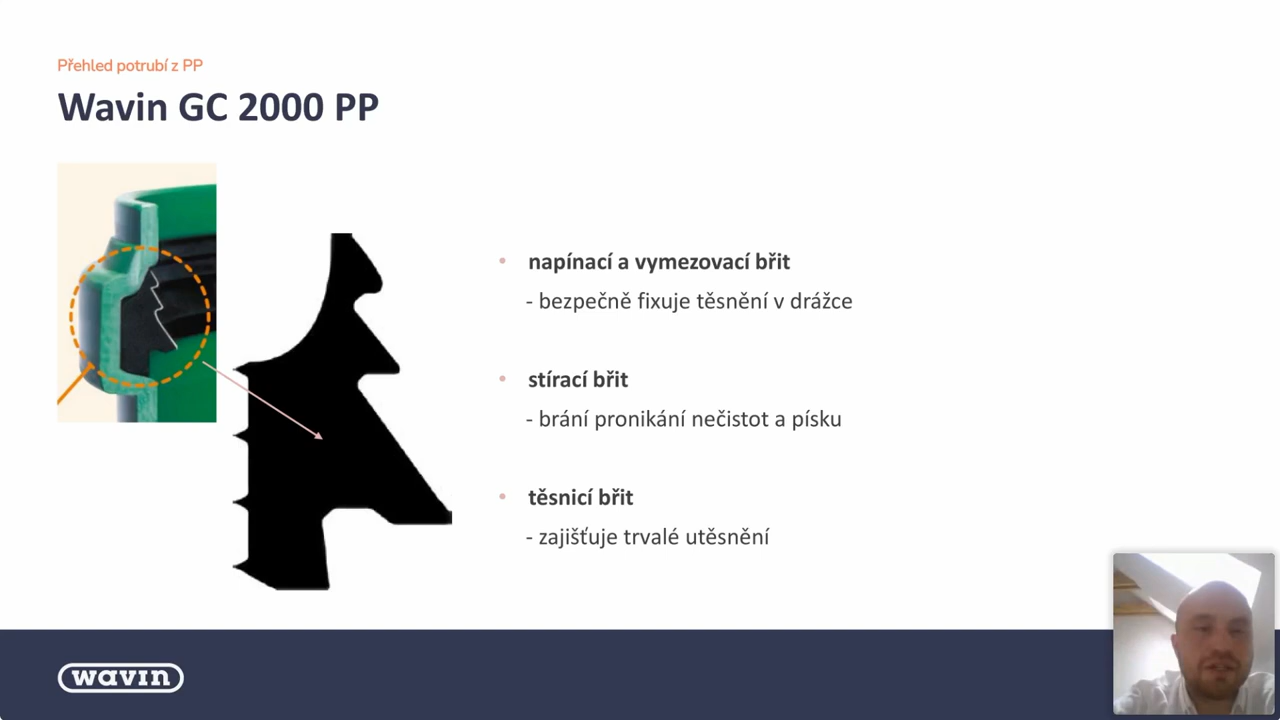 Přehled potrubí z PP
Wavin GC 2000 PP
• napínací a vymezovací břit
- bezpečně fixuje těsnění v drážce
• stírací břit
- brání pronikání nečistot a písku
• těsnicí břit
- zajišťuje trvalé utěsnění
wavin